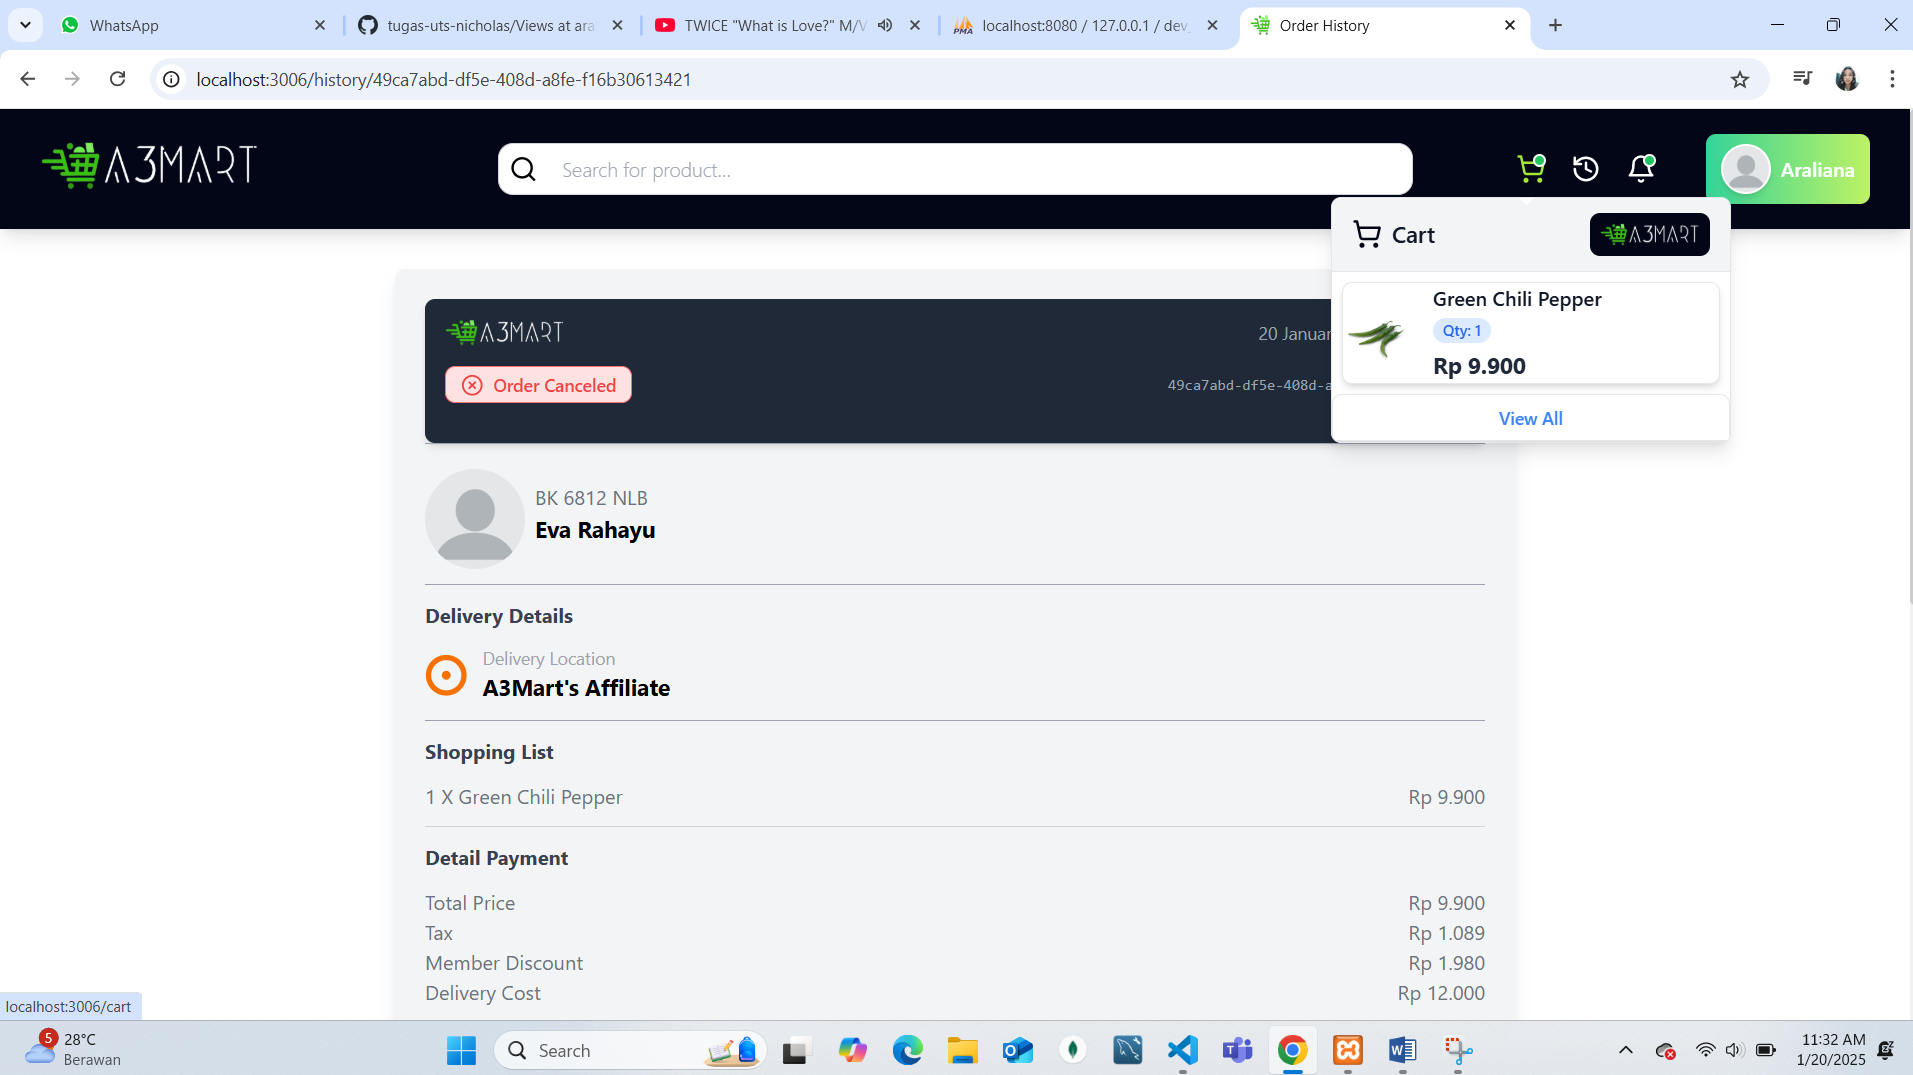 WhatsApp
tugas-uts-nicholas/Views at ara
TWICE "What is Love?" M/V
PMA
localhost:8080 / 127.0.0.1 / dev_
Order History
localhost:3006/history/49ca7abd-df5e-408d-a8fe-f16b30613421
A3MART
Search for product...
Araliana
Cart
A3MART
Green Chili Pepper
Qty: 1
Rp 9.900
View All
A3MART
20 Januar
Order Canceled
49ca7abd-df5e-408d-a
BK 6812 NLB
Eva Rahayu
Delivery Details
Delivery Location
A3Mart's Affiliate
Shopping List
1 X Green Chili Pepper Rp 9.900
Detail Payment
Total Price Rp 9.900
Tax Rp 1.089
Member Discount Rp 1.980
Delivery Cost Rp 12.000
localhost:3006/cart
5
28°C
Berawan
Search
11:32 AM
1/20/2025